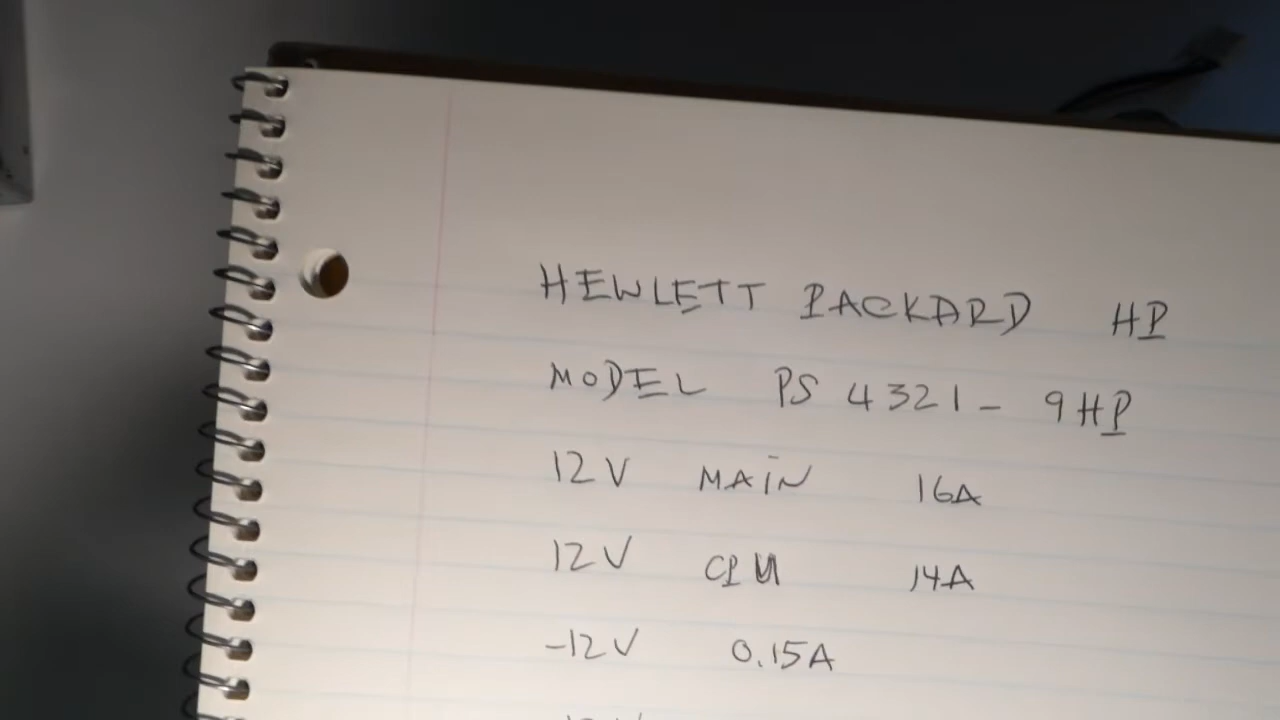 HEWLETT PACKARD HP
MODEL PS 4321- 9HP
12V MAIN 16A
12V CPU 14A
-12V 0.15A